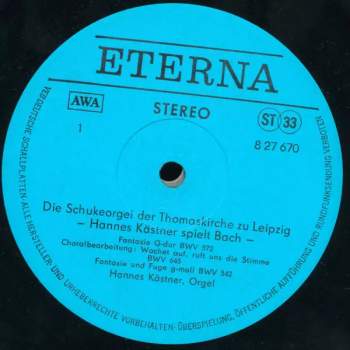 ETERNA
AWA
STEREO
ST 33
1
8 27 670
Die Schukeorgel der Thomaskirche zu Leipzig
- Hannes Kästner spielt Bach -
Fantasie G-dur BWV 572
Choralbearbeitung: Wachet auf, ruft uns die Stimme
BWV 645
Fantasie und Fuge g-moll BWV 542
Hannes Kästner, Orgel
VEB DEUTSCHE SCHALLPLATTEN · ALLE HERSTELLER- UND URHEBERRECHTE VORBEHALTEN · ÜBERSPIELUNG, ÖFFENTLICHE AUFFÜHRUNG UND RUNDFUNKSENDUNG VERBOTEN